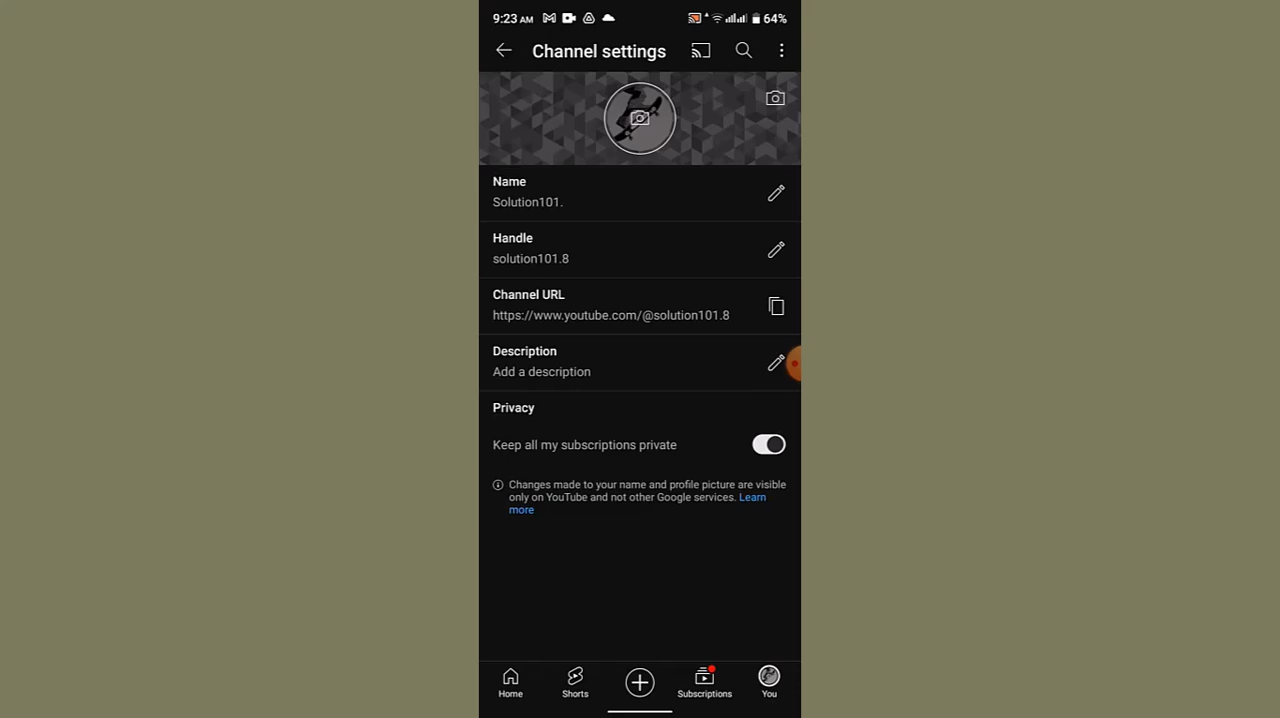 9:23 AM 64%
Channel settings
Name
Solution101.
Handle
solution101.8
Channel URL
https://www.youtube.com/@solution101.8
Description
Add a description
Privacy
Keep all my subscriptions private
Changes made to your name and profile picture are visible
only on YouTube and not other Google services. Learn
more
Home Shorts Subscriptions You